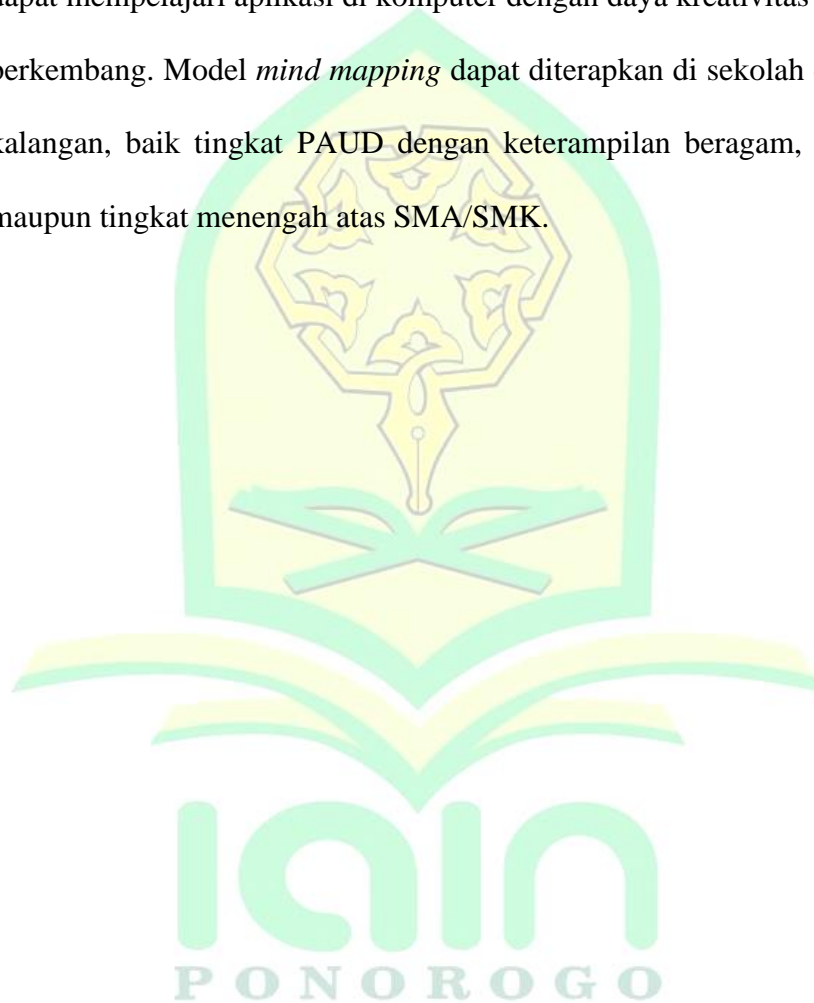 dapat mempelajari aplikasi di komputer dengan daya kreativitas
berkembang. Model mind mapping dapat diterapkan di sekolah
kalangan, baik tingkat PAUD dengan keterampilan beragam,
maupun tingkat menengah atas SMA/SMK.
iain
PONOROGO